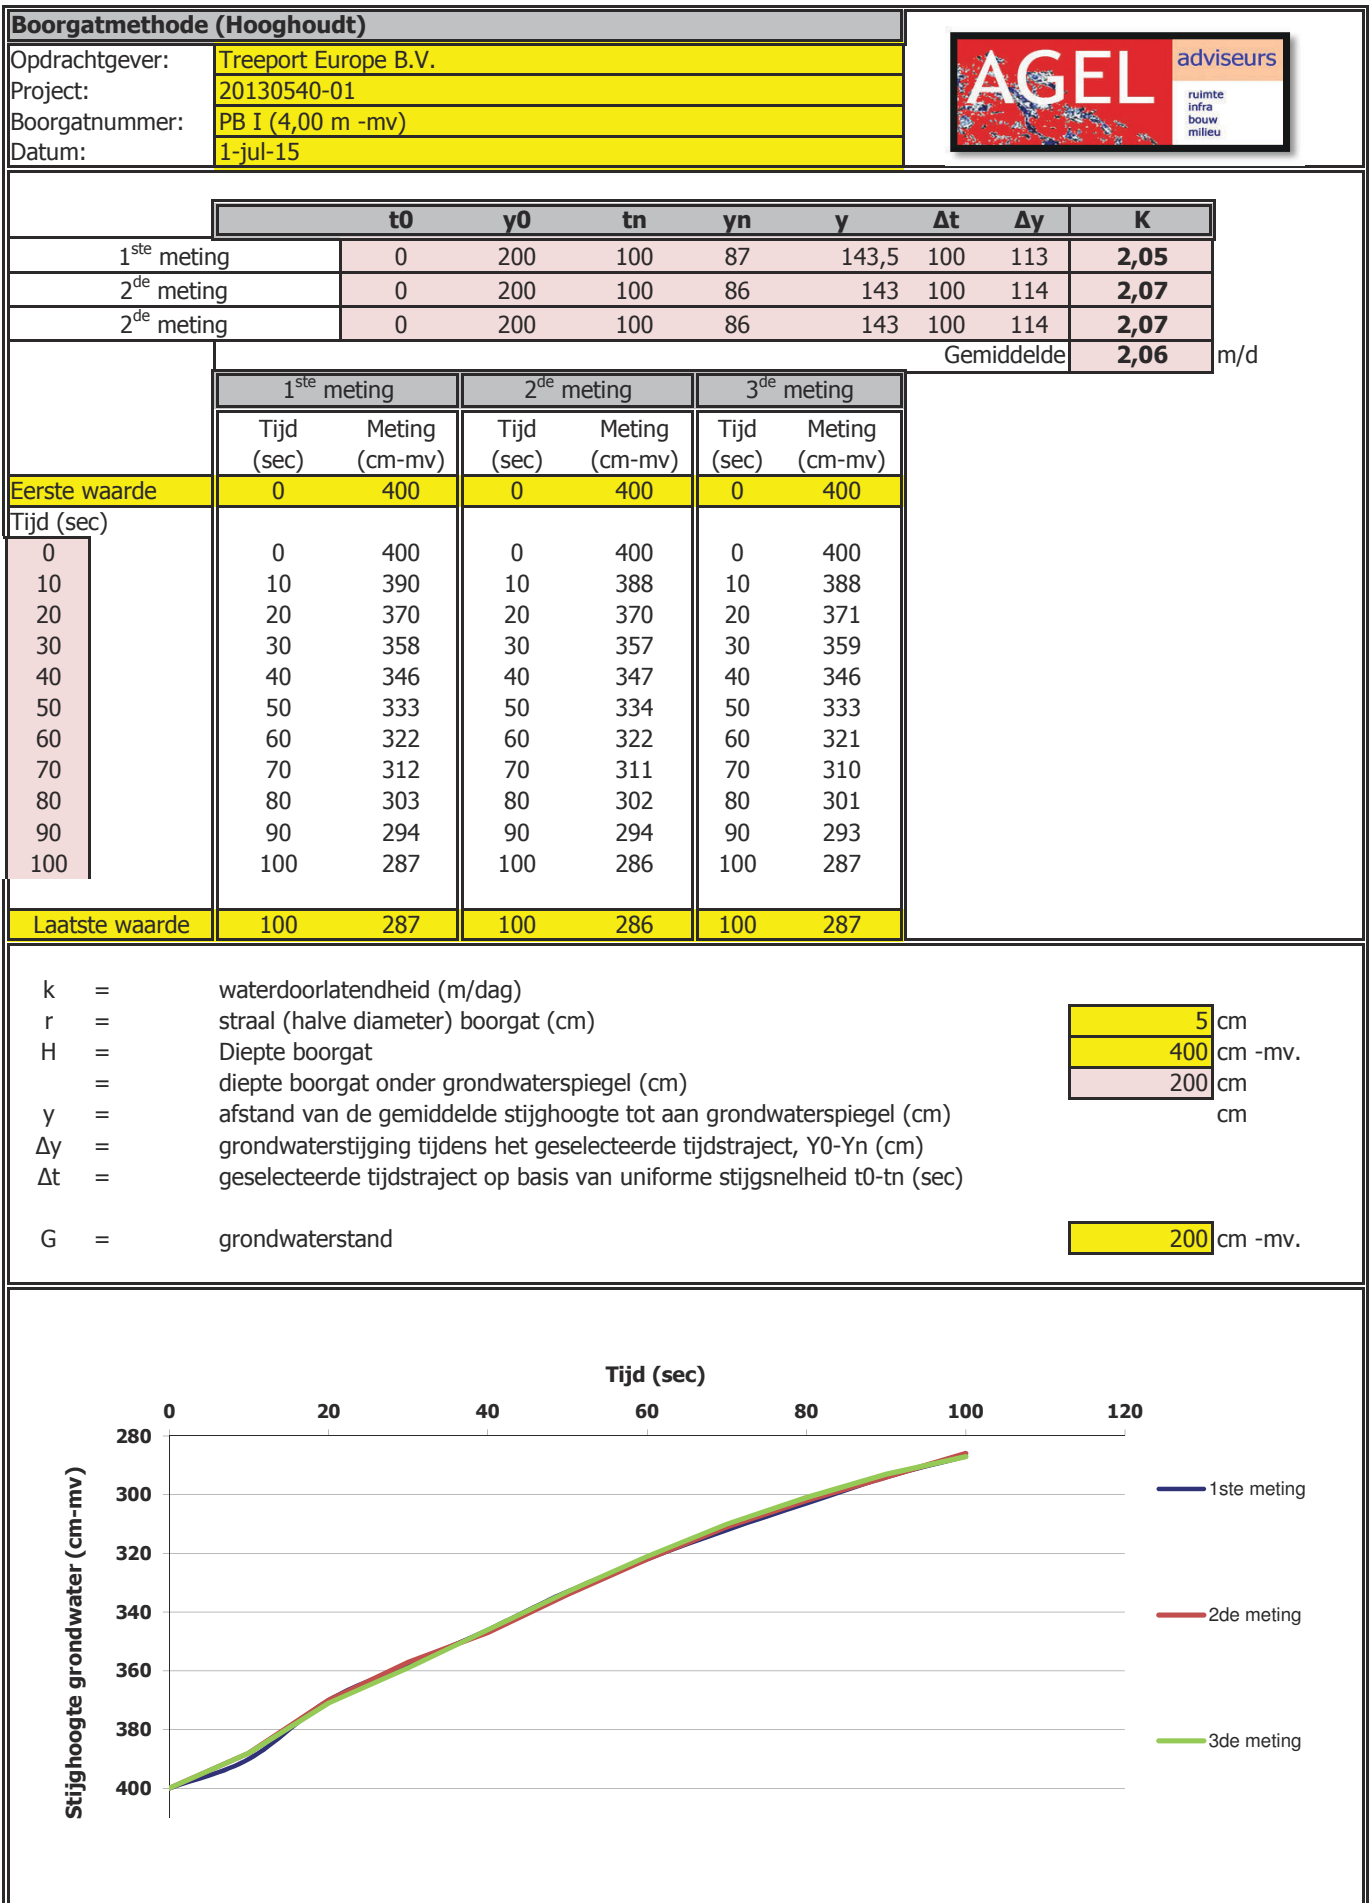 Boorgatmethode (Hooghoudt)
Opdrachtgever: Treeport Europe B.V.
Project: 20130540-01
Boorgatnummer: PB I (4,00 m -mv)
Datum: 1-jul-15
AGEL adviseurs
ruimte
infra
bouw
milieu
t0 y0 tn yn y Δt Δy K
1ste meting 0 200 100 87 143,5 100 113 2,05
2de meting 0 200 100 86 143 100 114 2,07
2de meting 0 200 100 86 143 100 114 2,07
Gemiddelde 2,06 m/d
1ste meting 2de meting 3de meting
Tijd Meting Tijd Meting Tijd Meting
(sec) (cm-mv) (sec) (cm-mv) (sec) (cm-mv)
Eerste waarde 0 400 0 400 0 400
Tijd (sec)
0 0 400 0 400 0 400
10 10 390 10 388 10 388
20 20 370 20 370 20 371
30 30 358 30 357 30 359
40 40 346 40 347 40 346
50 50 333 50 334 50 333
60 60 322 60 322 60 321
70 70 312 70 311 70 310
80 80 303 80 302 80 301
90 90 294 90 294 90 293
100 100 287 100 286 100 287
Laatste waarde 100 287 100 286 100 287
k = waterdoorlatendheid (m/dag)
r = straal (halve diameter) boorgat (cm) 5 cm
H = Diepte boorgat 400 cm -mv.
= diepte boorgat onder grondwaterspiegel (cm) 200 cm
y = afstand van de gemiddelde stijghoogte tot aan grondwaterspiegel (cm) cm
Δy = grondwaterstijging tijdens het geselecteerde tijdstraject, Y0-Yn (cm)
Δt = geselecteerde tijdstraject op basis van uniforme stijgsnelheid t0-tn (sec)
G = grondwaterstand 200 cm -mv.
Tijd (sec)
0 20 40 60 80 100 120
280
300
320
340
360
380
400
Stijghoogte grondwater (cm-mv)
1ste meting
2de meting
3de meting